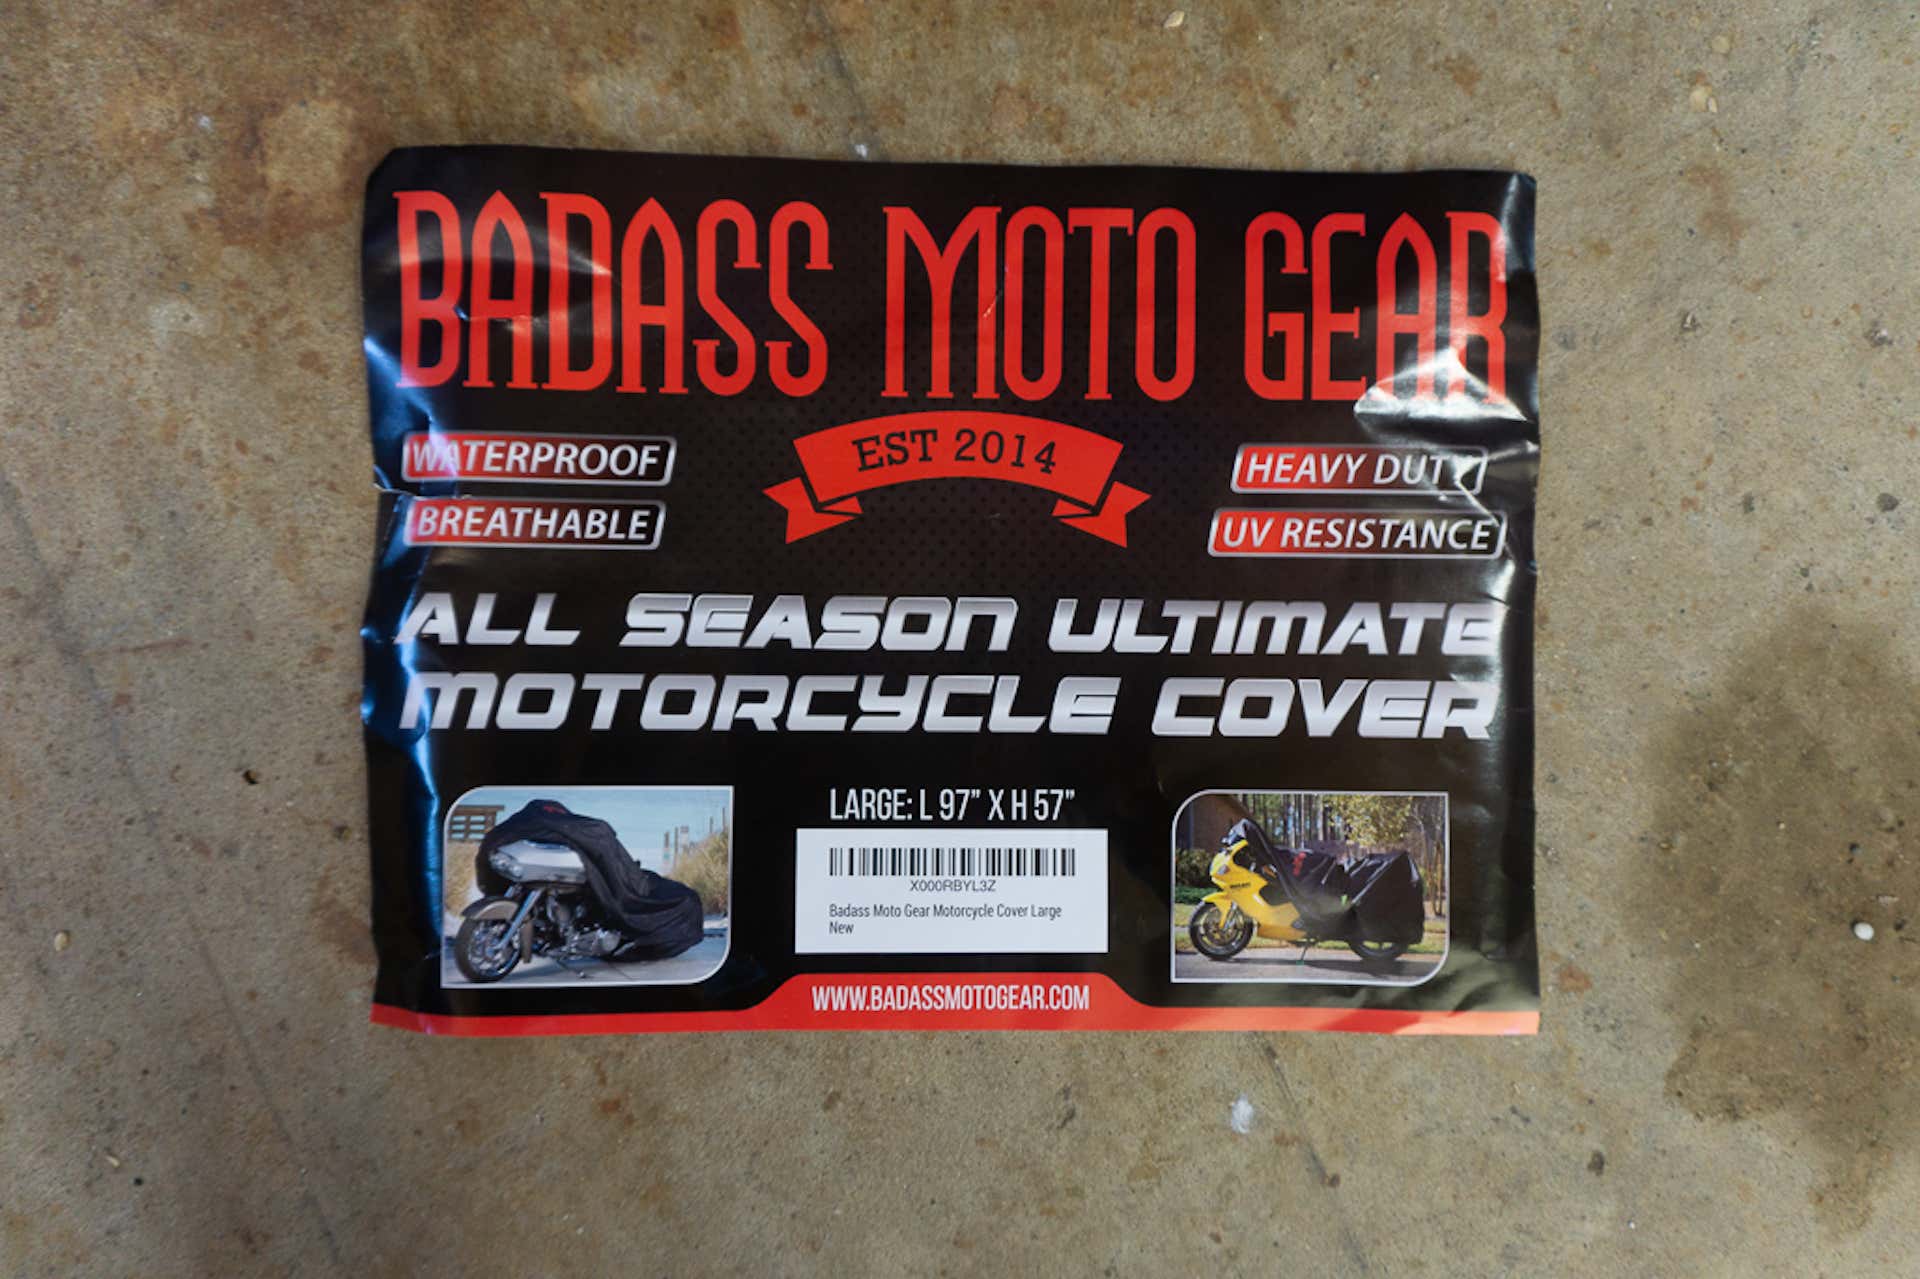 BADASS MOTO GEAR
EST 2014
WATERPROOF
BREATHABLE
HEAVY DUTY
UV RESISTANCE
ALL SEASON ULTIMATE
MOTORCYCLE COVER
LARGE: L 97" X H 57"
X000RBYL3Z
Badass Moto Gear Motorcycle Cover Large
New
WWW.BADASSMOTOGEAR.COM